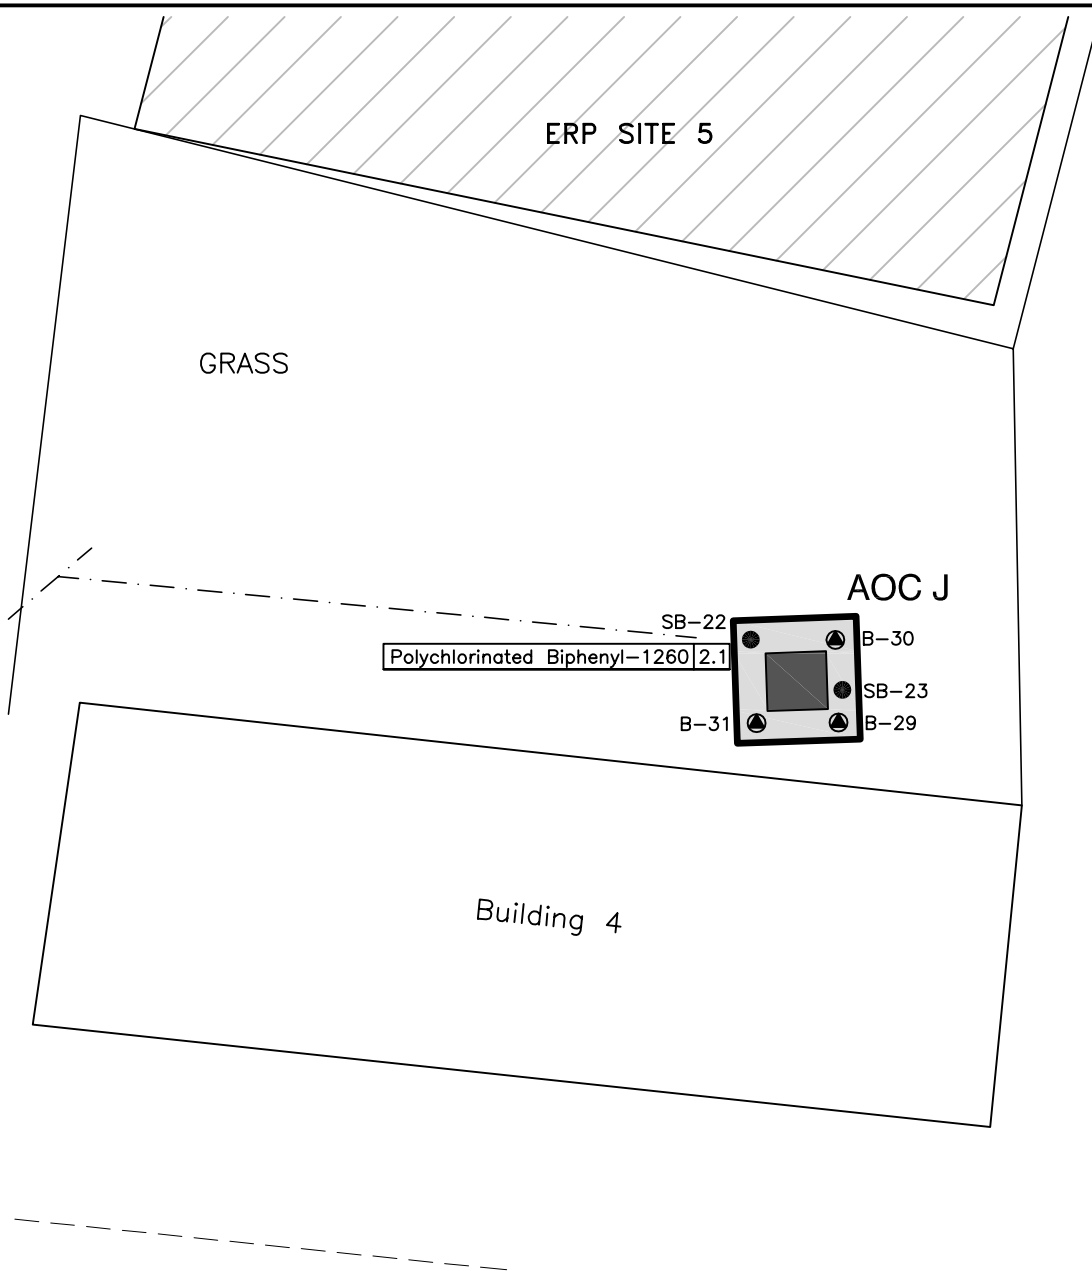 ERP SITE 5
GRASS
AOC J
SB-22
B-30
Polychlorinated Biphenyl-1260 2.1
SB-23
B-31
B-29
Building 4